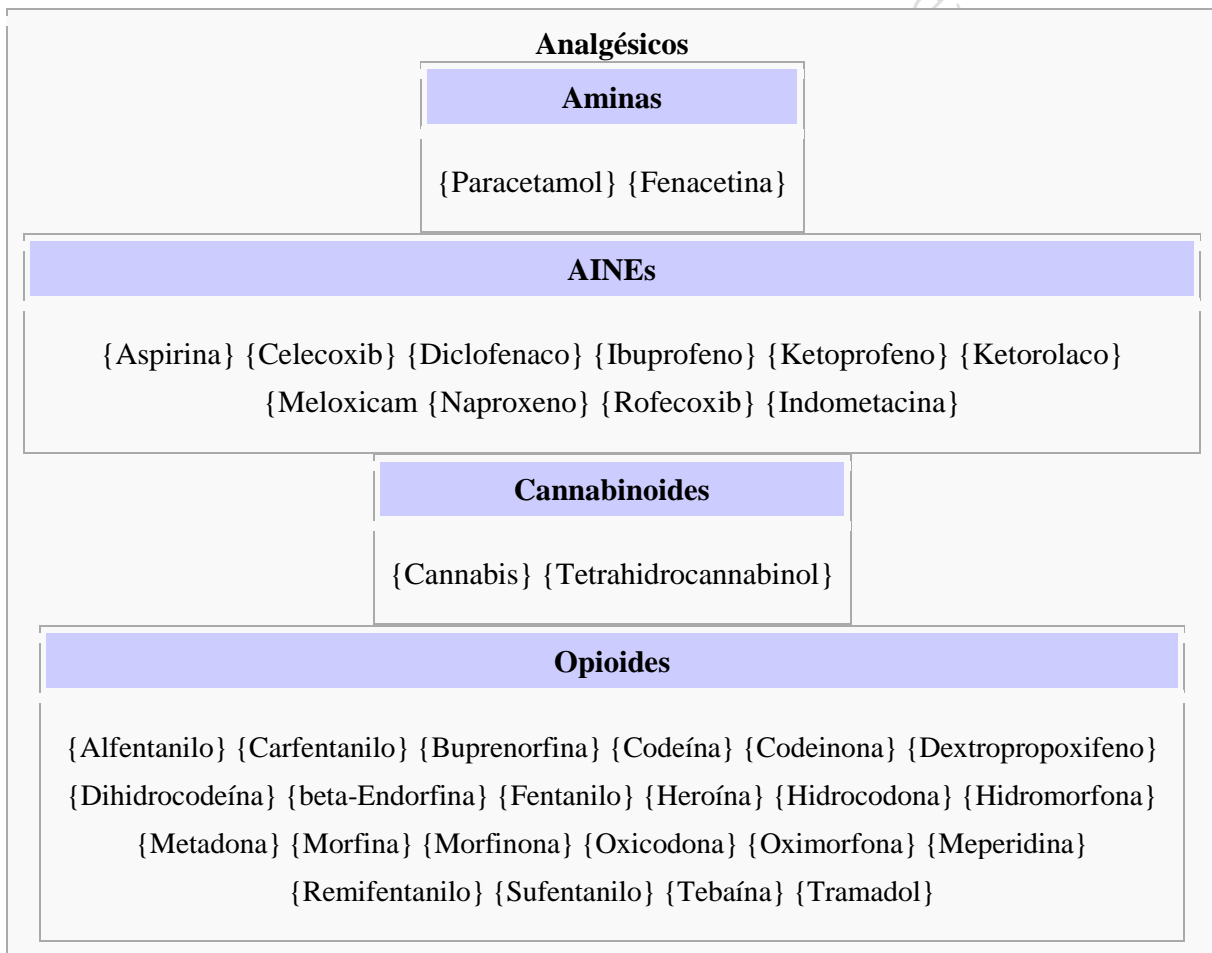 Analgésicos
Aminas
{Paracetamol} {Fenacetina}
AINEs
{Aspirina} {Celecoxib} {Diclofenaco} {Ibuprofeno} {Ketoprofeno} {Ketorolaco}
{Meloxicam {Naproxeno} {Rofecoxib} {Indometacina}
Cannabinoides
{Cannabis} {Tetrahidrocannabinol}
Opioides
{Alfentanilo} {Carfentanilo} {Buprenorfina} {Codeína} {Codeinona} {Dextropropoxifeno}
{Dihidrocodeína} {beta-Endorfina} {Fentanilo} {Heroína} {Hidrocodona} {Hidromorfona}
{Metadona} {Morfina} {Morfinona} {Oxicodona} {Oximorfona} {Meperidina}
{Remifentanilo} {Sufentanilo} {Tebaína} {Tramadol}